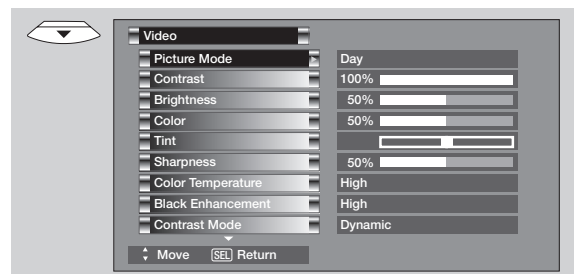 Video
Picture Mode Day
Contrast 100%
Brightness 50%
Color 50%
Tint
Sharpness 50%
Color Temperature High
Black Enhancement High
Contrast Mode Dynamic
Move SEL Return